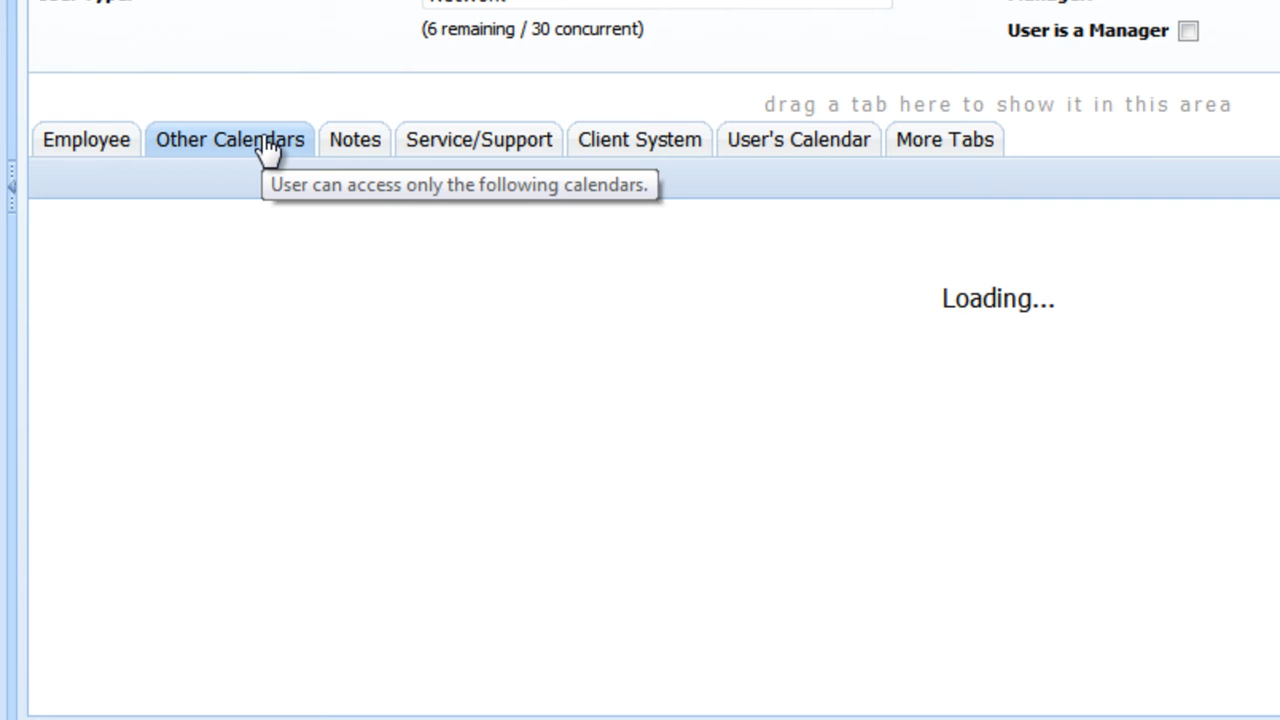 (6 remaining / 30 concurrent)
User is a Manager
drag a tab here to show it in this area
Employee
Other Calendars
Notes
Service/Support
Client System
User's Calendar
More Tabs
User can access only the following calendars.
Loading...